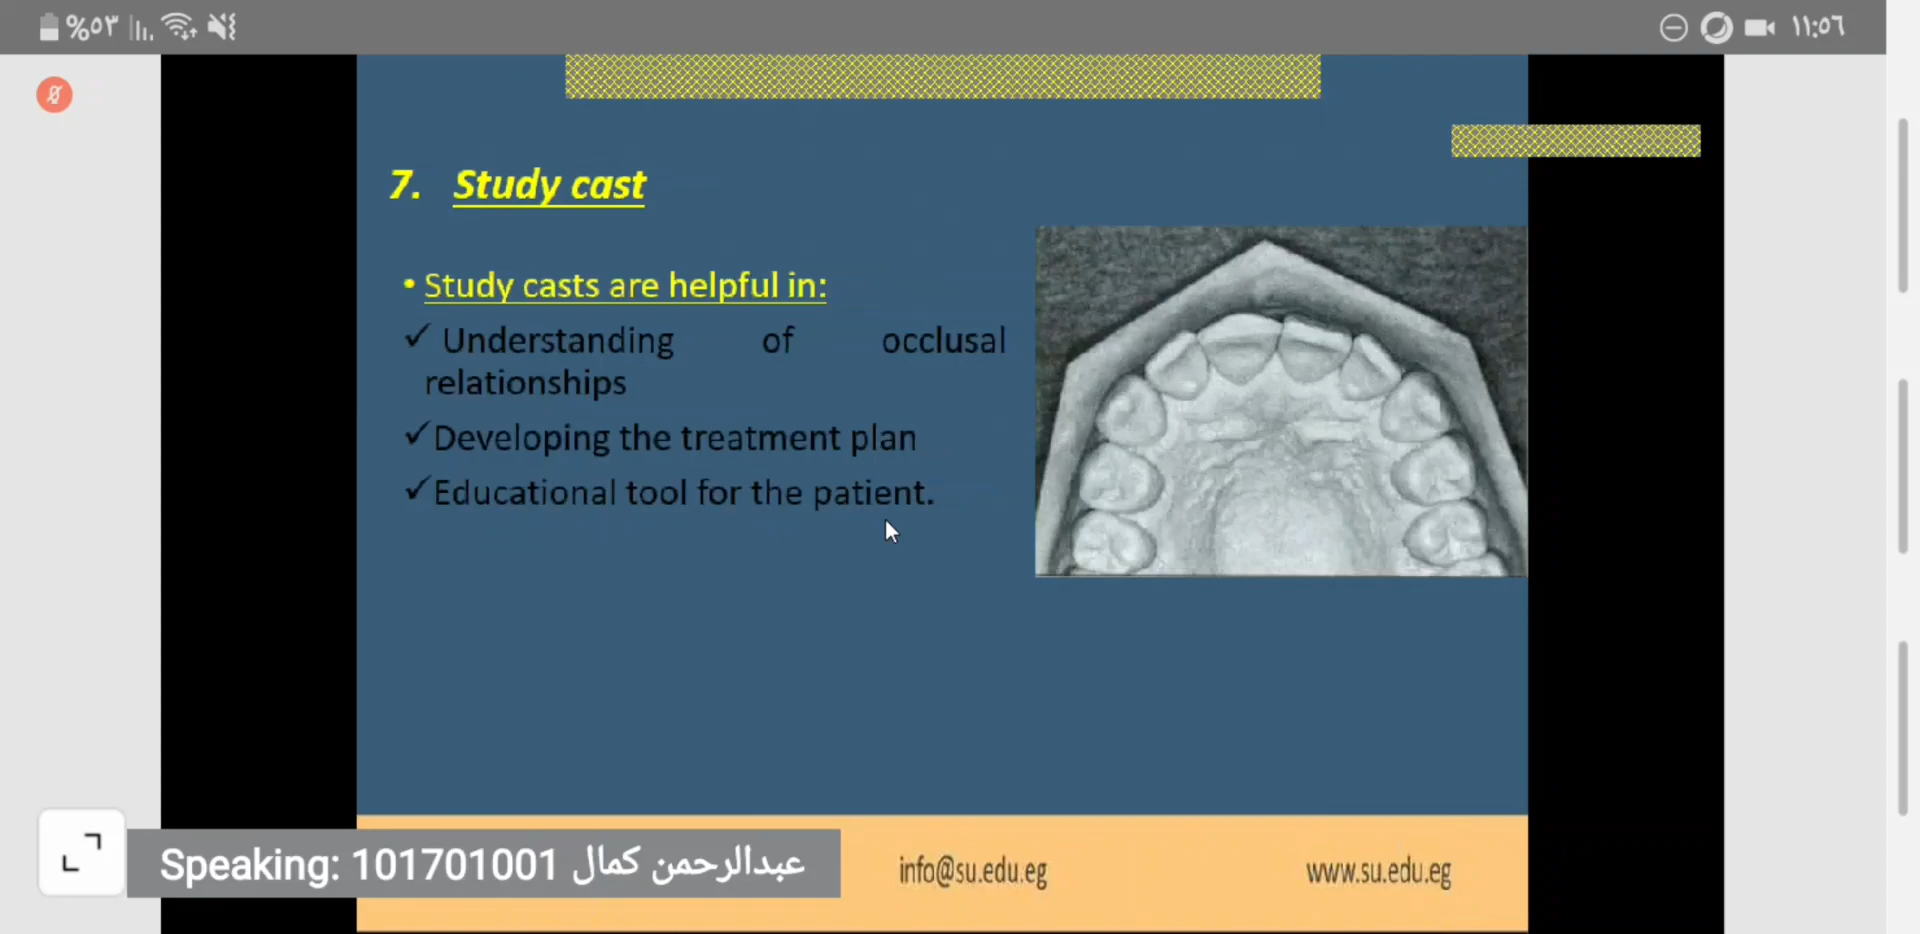 %٥٣
١١:٥٦
7. Study cast
• Study casts are helpful in:
✓ Understanding of occlusal
relationships
✓ Developing the treatment plan
✓ Educational tool for the patient.
Speaking: 101701001 عبدالرحمن كمال
info@su.edu.eg
www.su.edu.eg